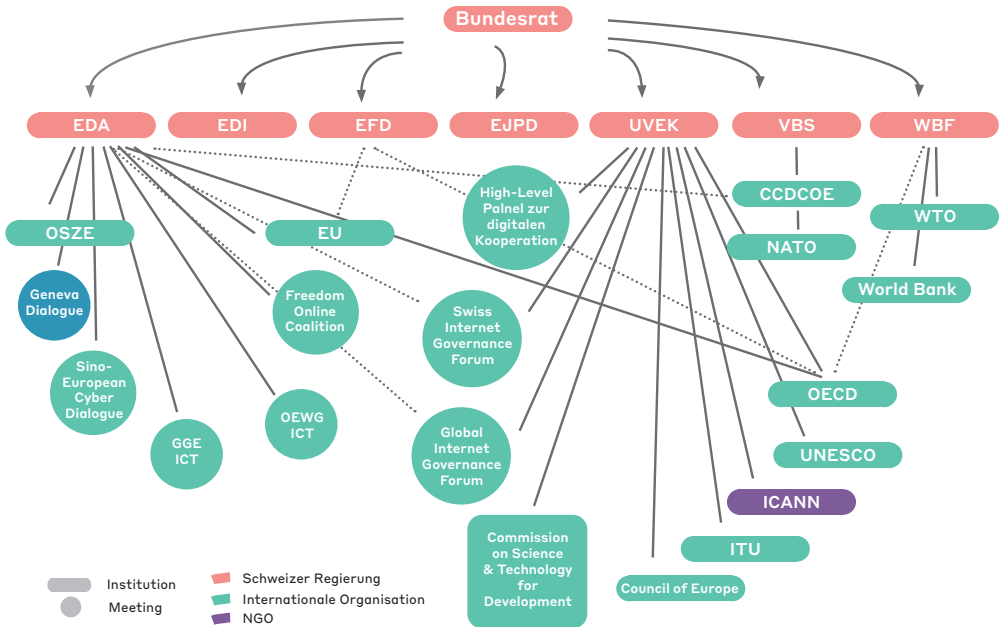 Bundesrat
EDA
EDI
EFD
EJPD
UVEK
VBS
WBF
High-Level
Palnel zur
digitalen
Kooperation
CCDCOE
OSZE
EU
WTO
NATO
Geneva
Dialogue
Freedom
Online
Coalition
Swiss
Internet
Governance
Forum
World Bank
Sino-
European
Cyber
Dialogue
OECD
GGE
ICT
OEWG
ICT
Global
Internet
Governance
Forum
UNESCO
ICANN
Commission
on Science
& Technology
for
Development
ITU
Council of Europe
Institution
Meeting
Schweizer Regierung
Internationale Organisation
NGO